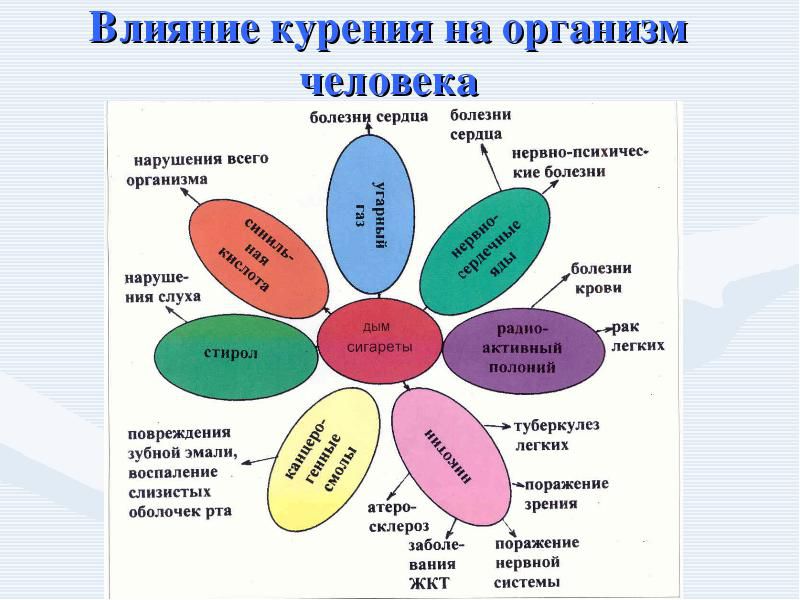 Влияние курения на организм
человека
болезни сердца
болезни
сердца
нервно-психичес-
кие болезни
нарушения всего
организма
угарный
газ
синиль-
ная
кислота
нервно-
сердечные
яды
наруше-
ния слуха
болезни
крови
дым
сигареты
стирол
радио-
активный
полоний
рак
легких
канцеро-
генные
смолы
никотин
повреждения
зубной эмали,
воспаление
слизистых
оболочек рта
туберкулез
легких
поражение
зрения
атеро-
склероз
заболе-
вания
ЖКТ
поражение
нервной
системы